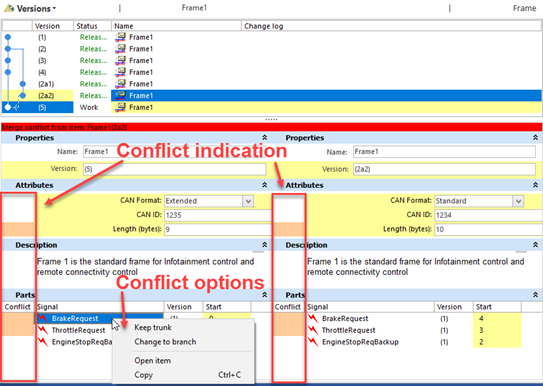 Versions
Frame1
Frame
Version Status Name Change log
(1) Releas... Frame1
(2) Releas... Frame1
(3) Releas... Frame1
(4) Releas... Frame1
(2a1) Releas... Frame1
(2a2) Releas... Frame1
(5) Work Frame1
Merge conflict from item: Frame1(2a2)
Properties Properties
Name: Frame1 Name: Frame1
Conflict indication
Version: (5) Version: (2a2)
Attributes Attributes
CAN Format: Extended CAN Format: Standard
CAN ID: 1235 CAN ID: 1234
Length (bytes): 9 Length (bytes): 10
Description Description
Frame 1 is the standard frame for Infotainment control and Frame 1 is the standard frame for Infotainment control and
remote connectivity control remote connectivity control
Conflict options
Parts Parts
Conflict Signal Version Start Conflict Signal Version Start
BrakeRequest (1) 0 BrakeRequest (1) 4
ThrottleRequest ThrottleRequest (1) 3
EngineStopReqBa EngineStopReqBackup (1) 2
Keep trunk
Change to branch
Open item
Copy Ctrl+C